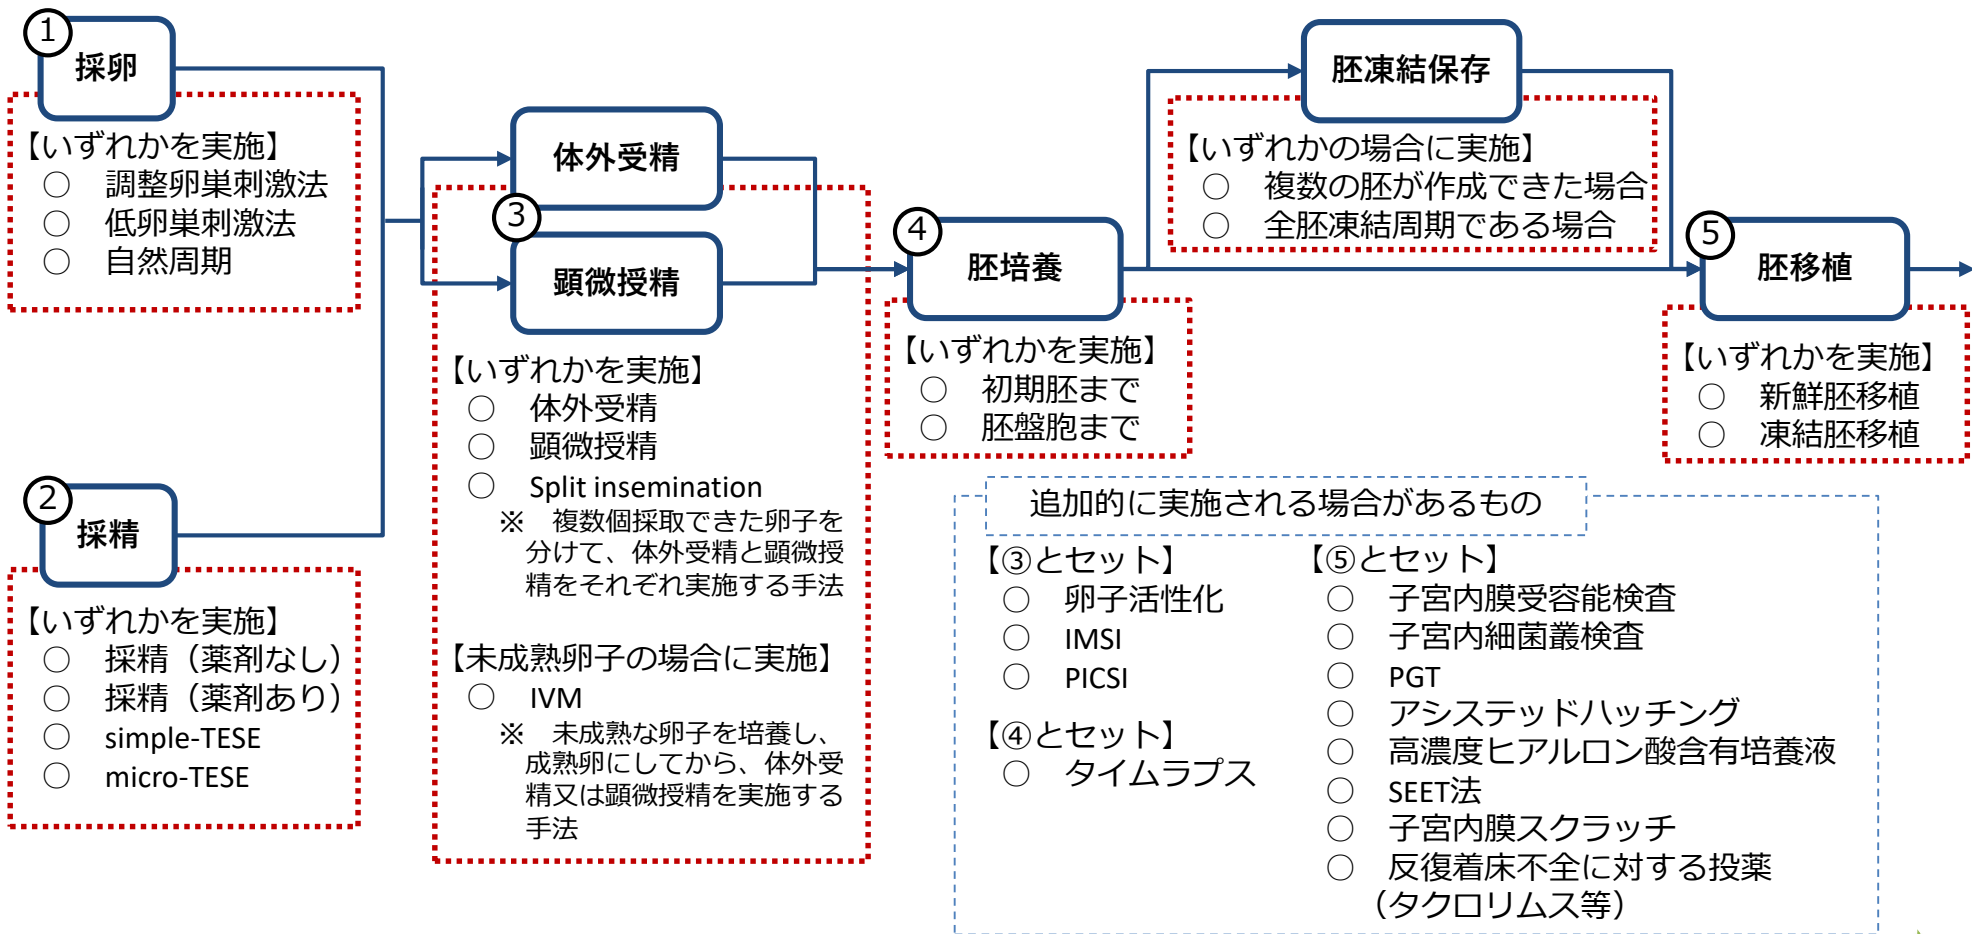 ①
採卵
【いずれかを実施】
○ 調整卵巣刺激法
○ 低卵巣刺激法
○ 自然周期
②
採精
【いずれかを実施】
○ 採精（薬剤なし）
○ 採精（薬剤あり）
○ simple-TESE
○ micro-TESE
体外受精
③
顕微授精
【いずれかを実施】
○ 体外受精
○ 顕微授精
○ Split insemination
※ 複数個採取できた卵子を
分けて、体外受精と顕微授
精をそれぞれ実施する手法
【未成熟卵子の場合に実施】
○ IVM
※ 未成熟な卵子を培養し、
成熟卵にしてから、体外受
精又は顕微授精を実施する
手法
④
胚培養
【いずれかを実施】
○ 初期胚まで
○ 胚盤胞まで
胚凍結保存
【いずれかの場合に実施】
○ 複数の胚が作成できた場合
○ 全胚凍結周期である場合
⑤
胚移植
【いずれかを実施】
○ 新鮮胚移植
○ 凍結胚移植
追加的に実施される場合があるもの
【③とセット】
○ 卵子活性化
○ IMSI
○ PICSI
【④とセット】
○ タイムラプス
【⑤とセット】
○ 子宮内膜受容能検査
○ 子宮内細菌叢検査
○ PGT
○ アシステッドハッチング
○ 高濃度ヒアルロン酸含有培養液
○ SEET法
○ 子宮内膜スクラッチ
○ 反復着床不全に対する投薬
（タクロリムス等）